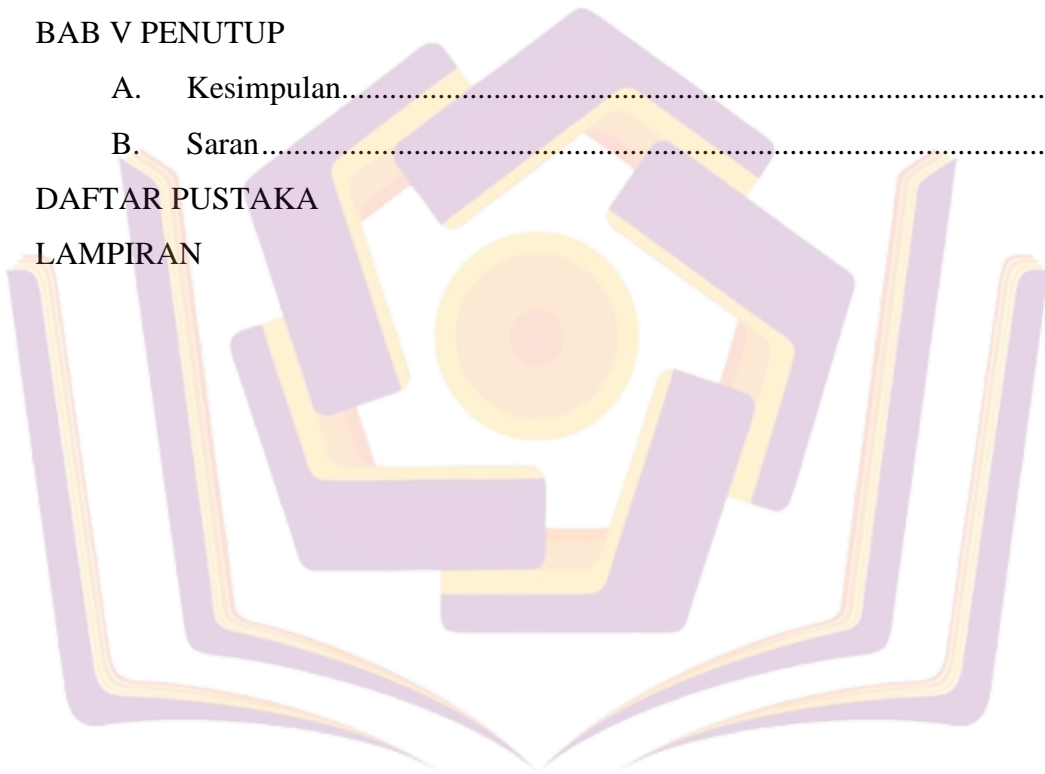 BAB V PENUTUP
A. Kesimpulan..........................................................................................
B. Saran....................................................................................................
DAFTAR PUSTAKA
LAMPIRAN